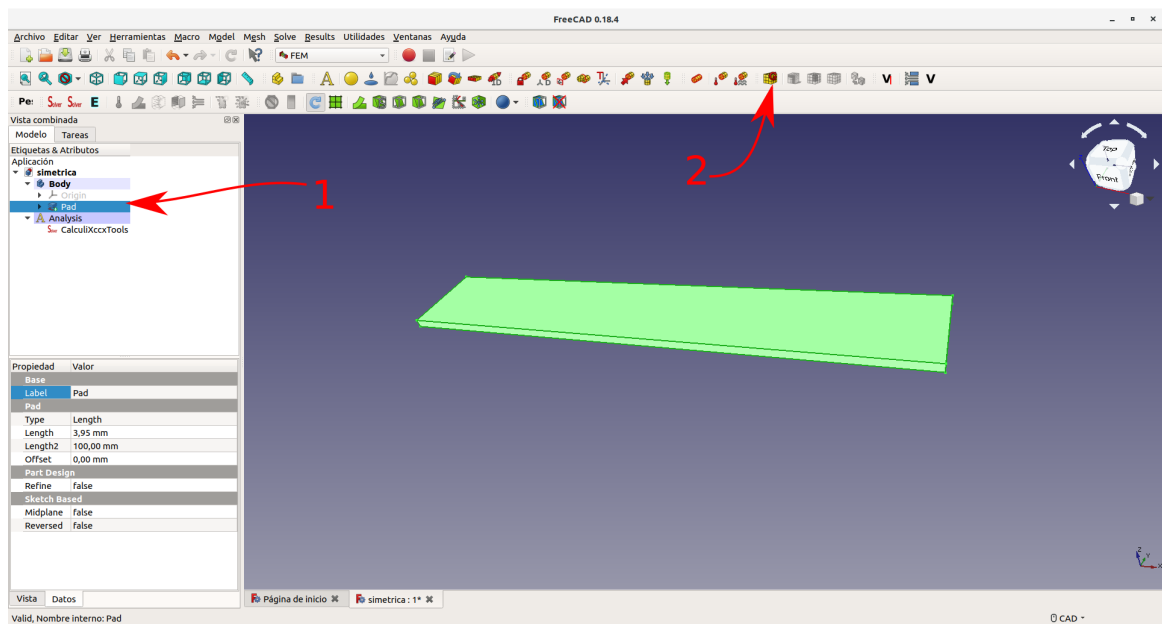 FreeCAD 0.18.4
Archivo Editar Ver Herramientas Macro Model Mesh Solve Results Utilidades Ventanas Ayuda
FEM
Pe: Solver Solver E
Vista combinada
Modelo Tareas
Etiquetas & Atributos
Aplicación
simetrica
Body
Origin
Pad
Analysis
Solver CalculiXccxTools
1
2
Top
Front
Propiedad Valor
Base
Label Pad
Pad
Type Length
Length 3,95 mm
Length2 100,00 mm
Offset 0,00 mm
Part Design
Refine false
Sketch Based
Midplane false
Reversed false
Z
Y
X
Vista Datos
Página de inicio
simetrica : 1*
Valid, Nombre interno: Pad
CAD